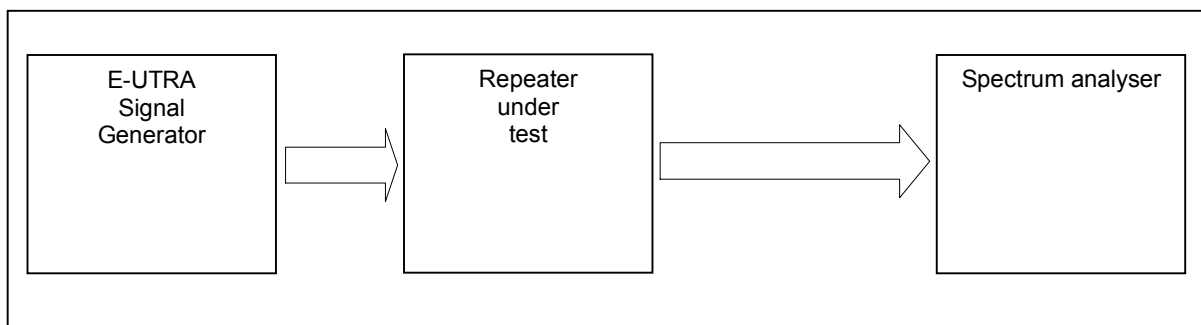 E-UTRA
Signal
Generator
Repeater
under
test
Spectrum analyser